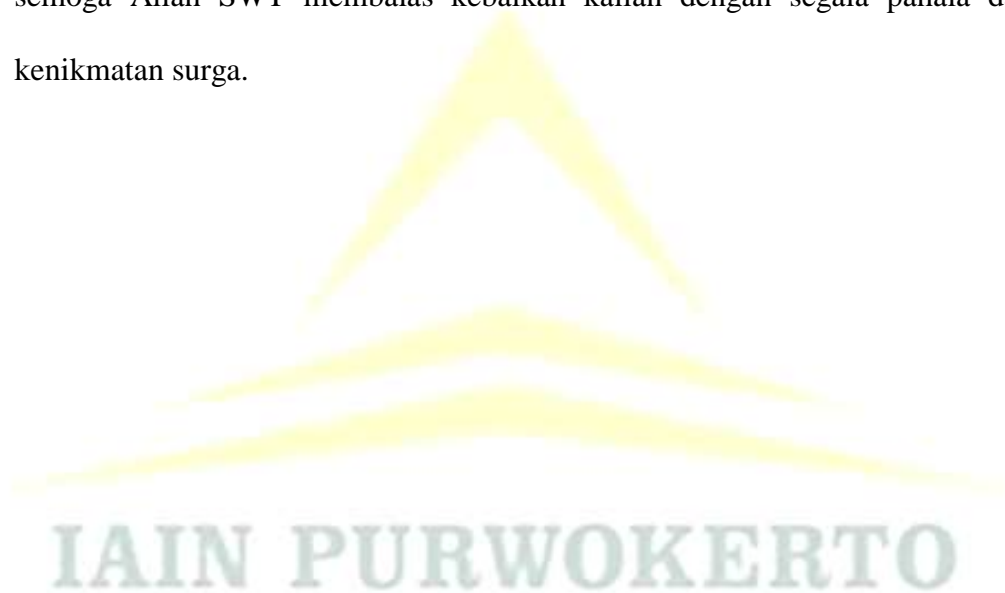 semoga Allah SWT membalas kebaikan kalian dengan segala pahala
kenikmatan surga.
IAIN PURWOKERTO